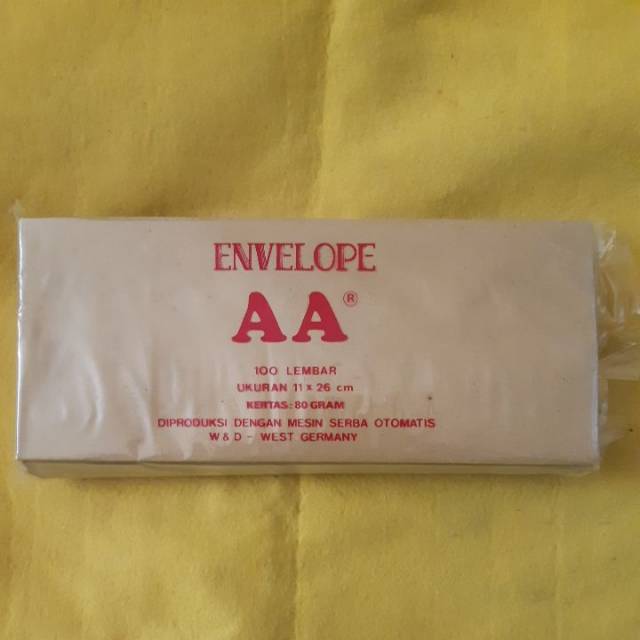 ENVELOPE
AA®
100 LEMBAR
UKURAN 11 x 26 cm
KERTAS: 80 GRAM
DIPRODUKSI DENGAN MESIN SERBA OTOMATIS
W & D - WEST GERMANY